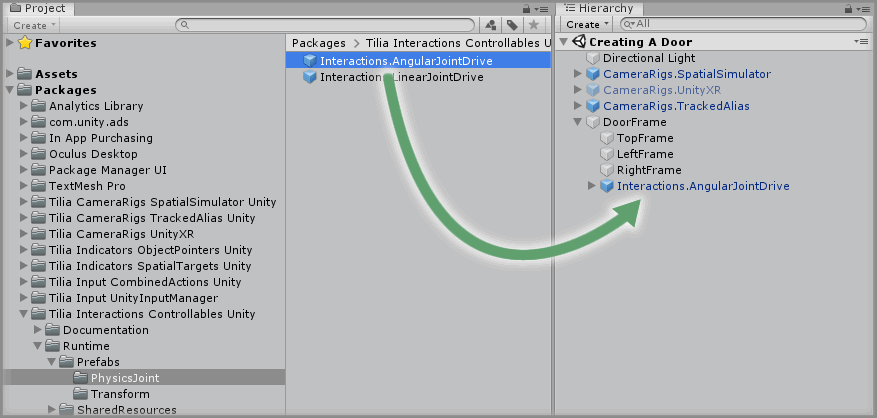 Project
Create
Favorites
Assets
Packages
Analytics Library
com.unity.ads
In App Purchasing
Oculus Desktop
Package Manager UI
TextMesh Pro
Tilia CameraRigs SpatialSimulator Unity
Tilia CameraRigs TrackedAlias Unity
Tilia CameraRigs UnityXR
Tilia Indicators ObjectPointers Unity
Tilia Indicators SpatialTargets Unity
Tilia Input CombinedActions Unity
Tilia Input UnityInputManager
Tilia Interactions Controllables Unity
Documentation
Runtime
Prefabs
PhysicsJoint
Transform
SharedResources
Packages > Tilia Interactions Controllables U
Interactions.AngularJointDrive
Interactions.LinearJointDrive
Hierarchy
Create All
Creating A Door
Directional Light
CameraRigs.SpatialSimulator
CameraRigs.UnityXR
CameraRigs.TrackedAlias
DoorFrame
TopFrame
LeftFrame
RightFrame
Interactions.AngularJointDrive